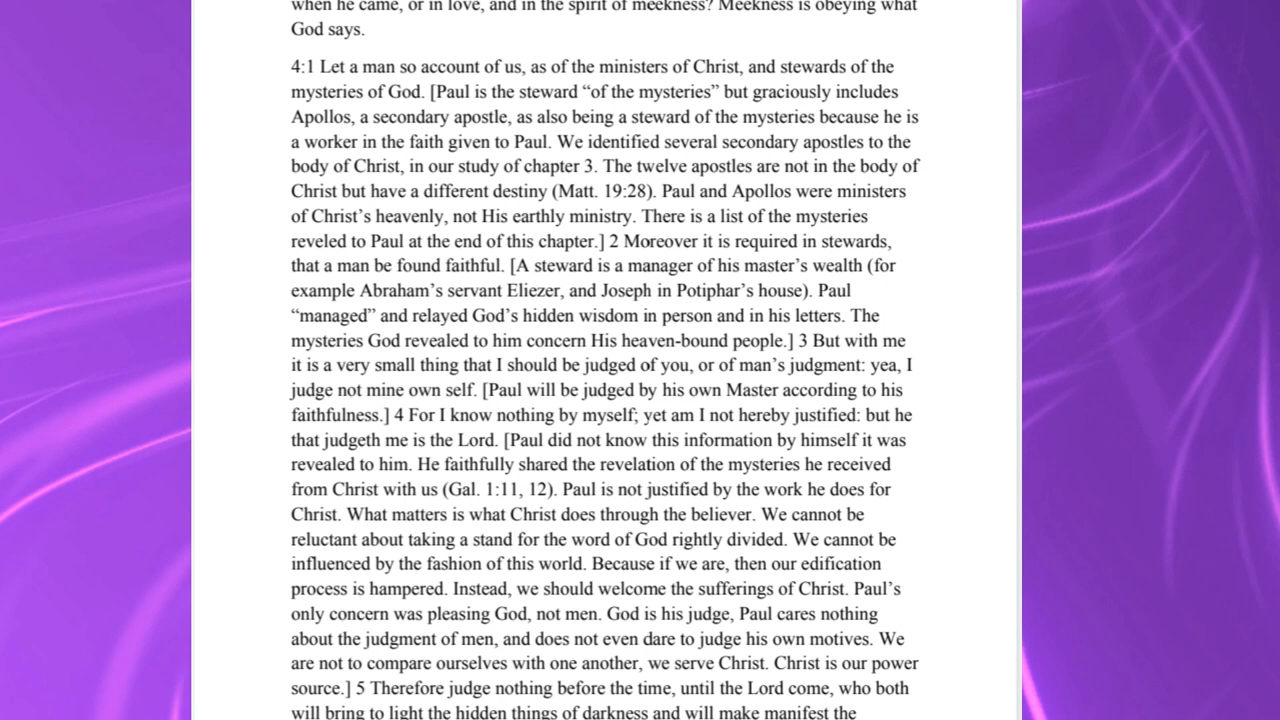 when he came, or in love, and in the spirit of meekness? Meekness is obeying what
God says.
4:1 Let a man so account of us, as of the ministers of Christ, and stewards of the
mysteries of God. [Paul is the steward “of the mysteries” but graciously includes
Apollos, a secondary apostle, as also being a steward of the mysteries because he is
a worker in the faith given to Paul. We identified several secondary apostles to the
body of Christ, in our study of chapter 3. The twelve apostles are not in the body of
Christ but have a different destiny (Matt. 19:28). Paul and Apollos were ministers
of Christ’s heavenly, not His earthly ministry. There is a list of the mysteries
reveled to Paul at the end of this chapter.] 2 Moreover it is required in stewards,
that a man be found faithful. [A steward is a manager of his master’s wealth (for
example Abraham’s servant Eliezer, and Joseph in Potiphar’s house). Paul
“managed” and relayed God’s hidden wisdom in person and in his letters. The
mysteries God revealed to him concern His heaven-bound people.] 3 But with me
it is a very small thing that I should be judged of you, or of man’s judgment: yea, I
judge not mine own self. [Paul will be judged by his own Master according to his
faithfulness.] 4 For I know nothing by myself; yet am I not hereby justified: but he
that judgeth me is the Lord. [Paul did not know this information by himself it was
revealed to him. He faithfully shared the revelation of the mysteries he received
from Christ with us (Gal. 1:11, 12). Paul is not justified by the work he does for
Christ. What matters is what Christ does through the believer. We cannot be
reluctant about taking a stand for the word of God rightly divided. We cannot be
influenced by the fashion of this world. Because if we are, then our edification
process is hampered. Instead, we should welcome the sufferings of Christ. Paul’s
only concern was pleasing God, not men. God is his judge, Paul cares nothing
about the judgment of men, and does not even dare to judge his own motives. We
are not to compare ourselves with one another, we serve Christ. Christ is our power
source.] 5 Therefore judge nothing before the time, until the Lord come, who both
will bring to light the hidden things of darkness and will make manifest the